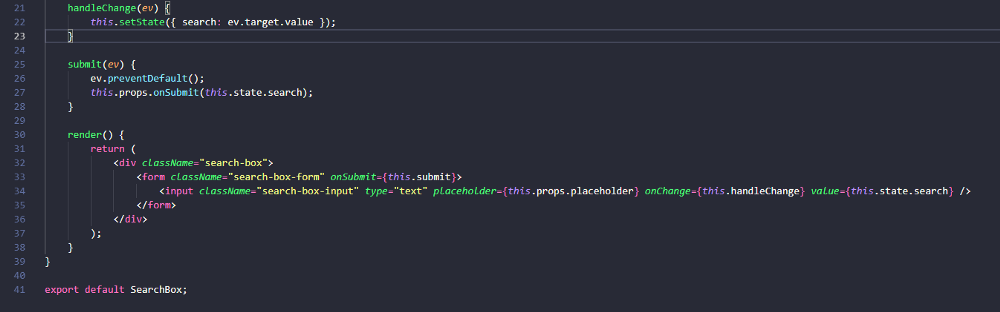 21 handleChange(ev) {
22 this.setState({ search: ev.target.value });
23 }
24
25 submit(ev) {
26 ev.preventDefault();
27 this.props.onSubmit(this.state.search);
28 }
29
30 render() {
31 return (
32 <div className="search-box">
33 <form className="search-box-form" onSubmit={this.submit}>
34 <input className="search-box-input" type="text" placeholder={this.props.placeholder} onChange={this.handleChange} value={this.state.search} />
35 </form>
36 </div>
37 );
38 }
39 }
40
41 export default SearchBox;